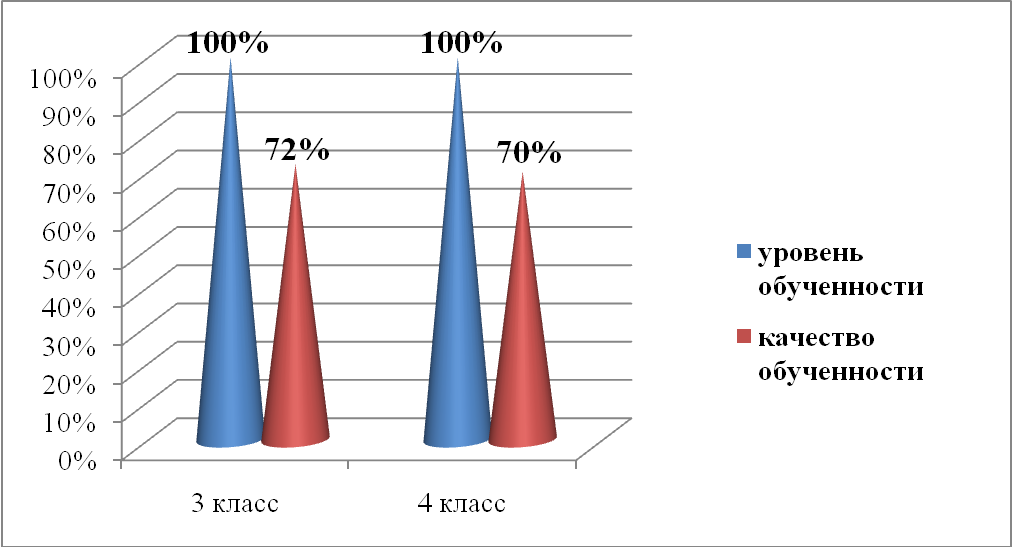 100%
100%
72%
70%
100%
90%
80%
70%
60%
50%
40%
30%
20%
10%
0%
3 класс
4 класс
уровень
обученности
качество
обученности